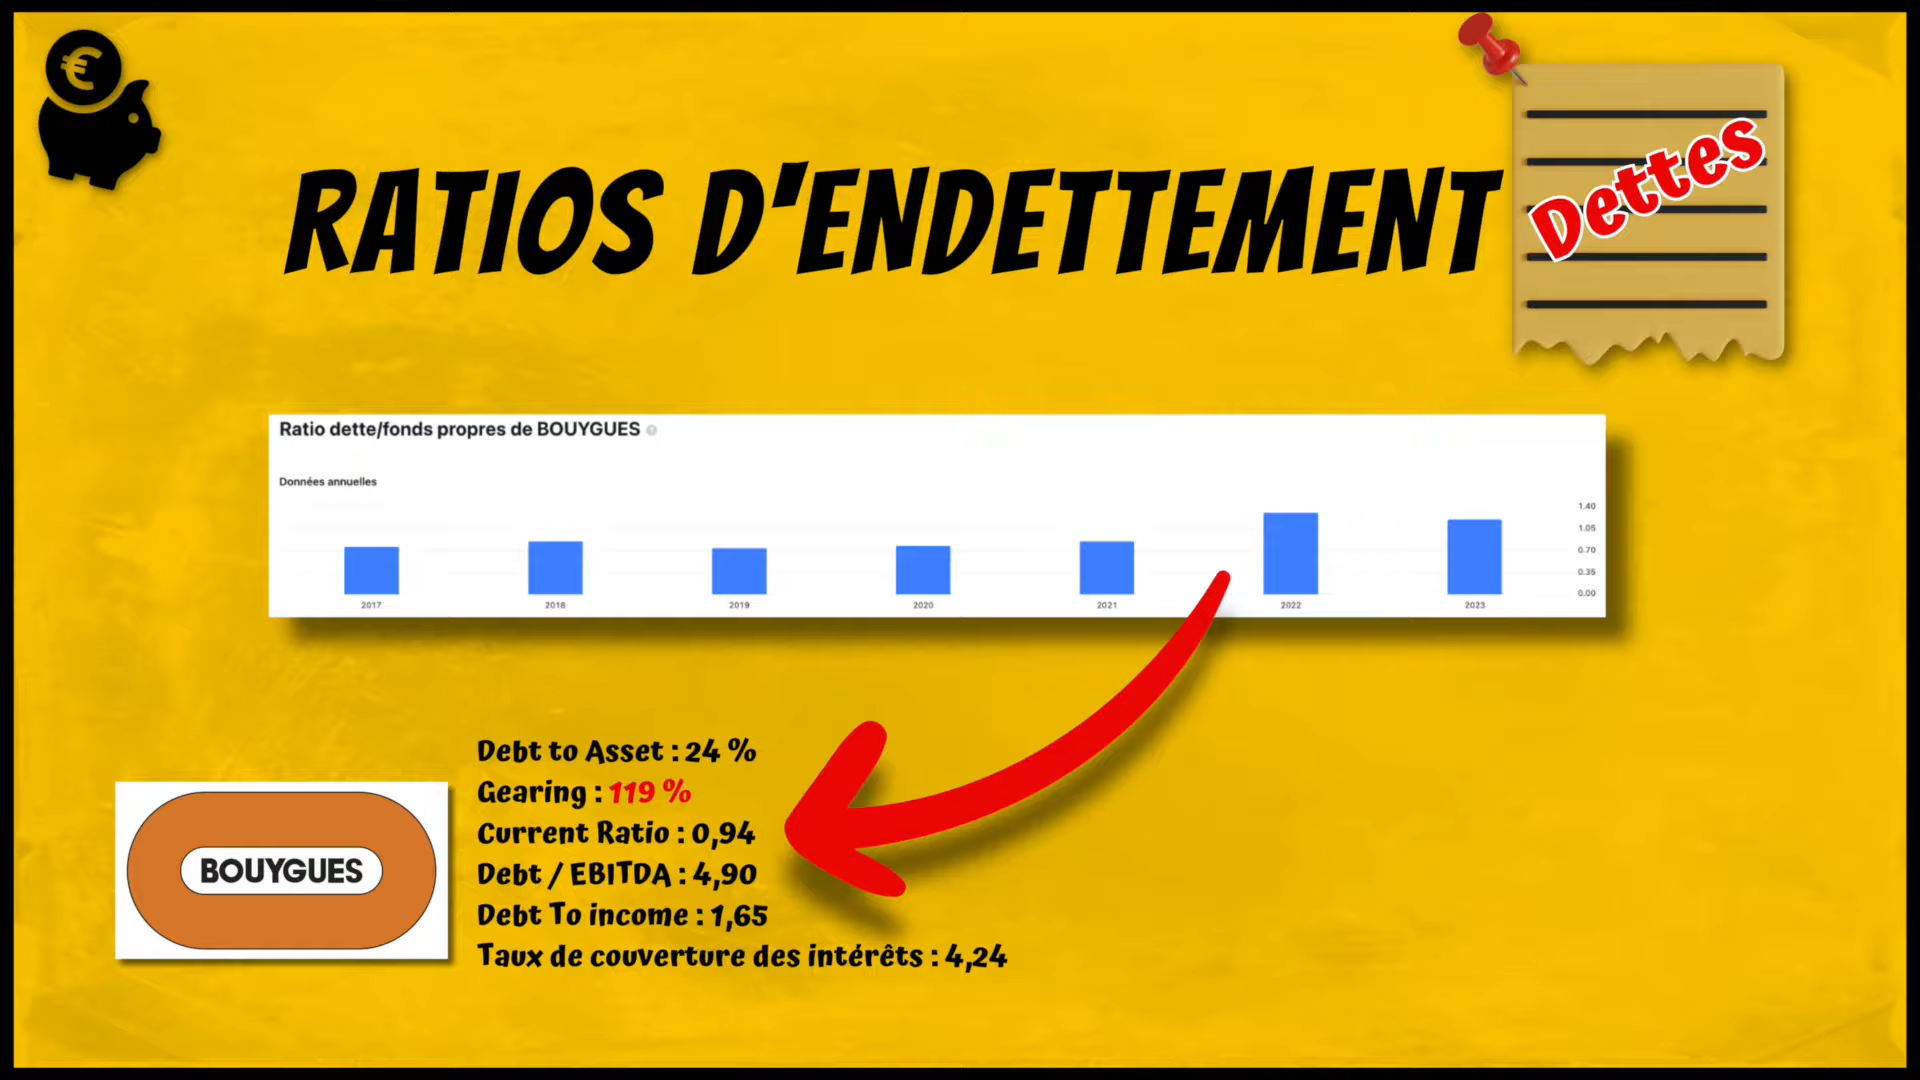 €
RATIOS D'ENDETTEMENT
Dettes
Ratio dette/fonds propres de BOUYGUES
Données annuelles
1.40
1.05
0.70
0.35
0.00
2017 2018 2019 2020 2021 2022 2023
Debt to Asset : 24 %
Gearing : 119 %
Current Ratio : 0,94
Debt / EBITDA : 4,90
Debt To income : 1,65
Taux de couverture des intérêts : 4,24
BOUYGUES